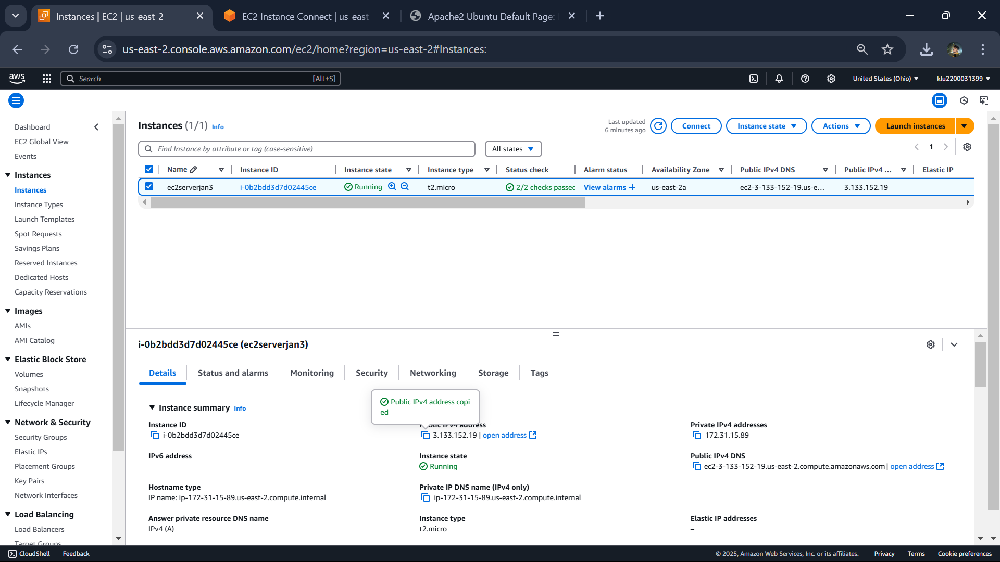 Instances | EC2 | us-east-2
EC2 Instance Connect | us-east-
Apache2 Ubuntu Default Page:
us-east-2.console.aws.amazon.com/ec2/home?region=us-east-2#Instances:
aws
Search
[Alt+S]
United States (Ohio)
klu2200031399
Dashboard
EC2 Global View
Events
Instances
Instances
Instance Types
Launch Templates
Spot Requests
Savings Plans
Reserved Instances
Dedicated Hosts
Capacity Reservations
Images
AMIs
AMI Catalog
Elastic Block Store
Volumes
Snapshots
Lifecycle Manager
Network & Security
Security Groups
Elastic IPs
Placement Groups
Key Pairs
Network Interfaces
Load Balancing
Load Balancers
Target Groups
Instances (1/1) Info
Last updated
6 minutes ago
Connect
Instance state
Actions
Launch instances
Find Instance by attribute or tag (case-sensitive)
All states
1
Name
Instance ID
Instance state
Instance type
Status check
Alarm status
Availability Zone
Public IPv4 DNS
Public IPv4 ...
Elastic IP
ec2serverjan3
i-0b2bdd3d7d02445ce
Running
t2.micro
2/2 checks passec
View alarms +
us-east-2a
ec2-3-133-152-19.us-e...
3.133.152.19
–
i-0b2bdd3d7d02445ce (ec2serverjan3)
Details
Status and alarms
Monitoring
Security
Networking
Storage
Tags
Public IPv4 address copi
ed
Instance summary Info
Instance ID
i-0b2bdd3d7d02445ce
Public IPv4 address
3.133.152.19 | open address
Private IPv4 addresses
172.31.15.89
IPv6 address
–
Instance state
Running
Public IPv4 DNS
ec2-3-133-152-19.us-east-2.compute.amazonaws.com | open address
Hostname type
IP name: ip-172-31-15-89.us-east-2.compute.internal
Private IP DNS name (IPv4 only)
ip-172-31-15-89.us-east-2.compute.internal
Answer private resource DNS name
IPv4 (A)
Instance type
t2.micro
Elastic IP addresses
–
CloudShell
Feedback
© 2025, Amazon Web Services, Inc. or its affiliates.
Privacy
Terms
Cookie preferences